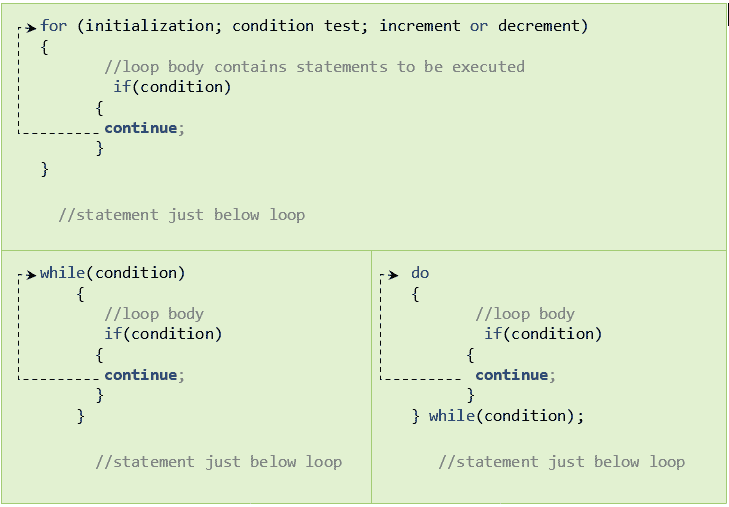 for (initialization; condition test; increment or decrement)
{
//loop body contains statements to be executed
if(condition)
{
continue;
}
}
//statement just below loop
while(condition)
{
//loop body
if(condition)
{
continue;
}
}
//statement just below loop
do
{
//loop body
if(condition)
{
continue;
}
} while(condition);
//statement just below loop